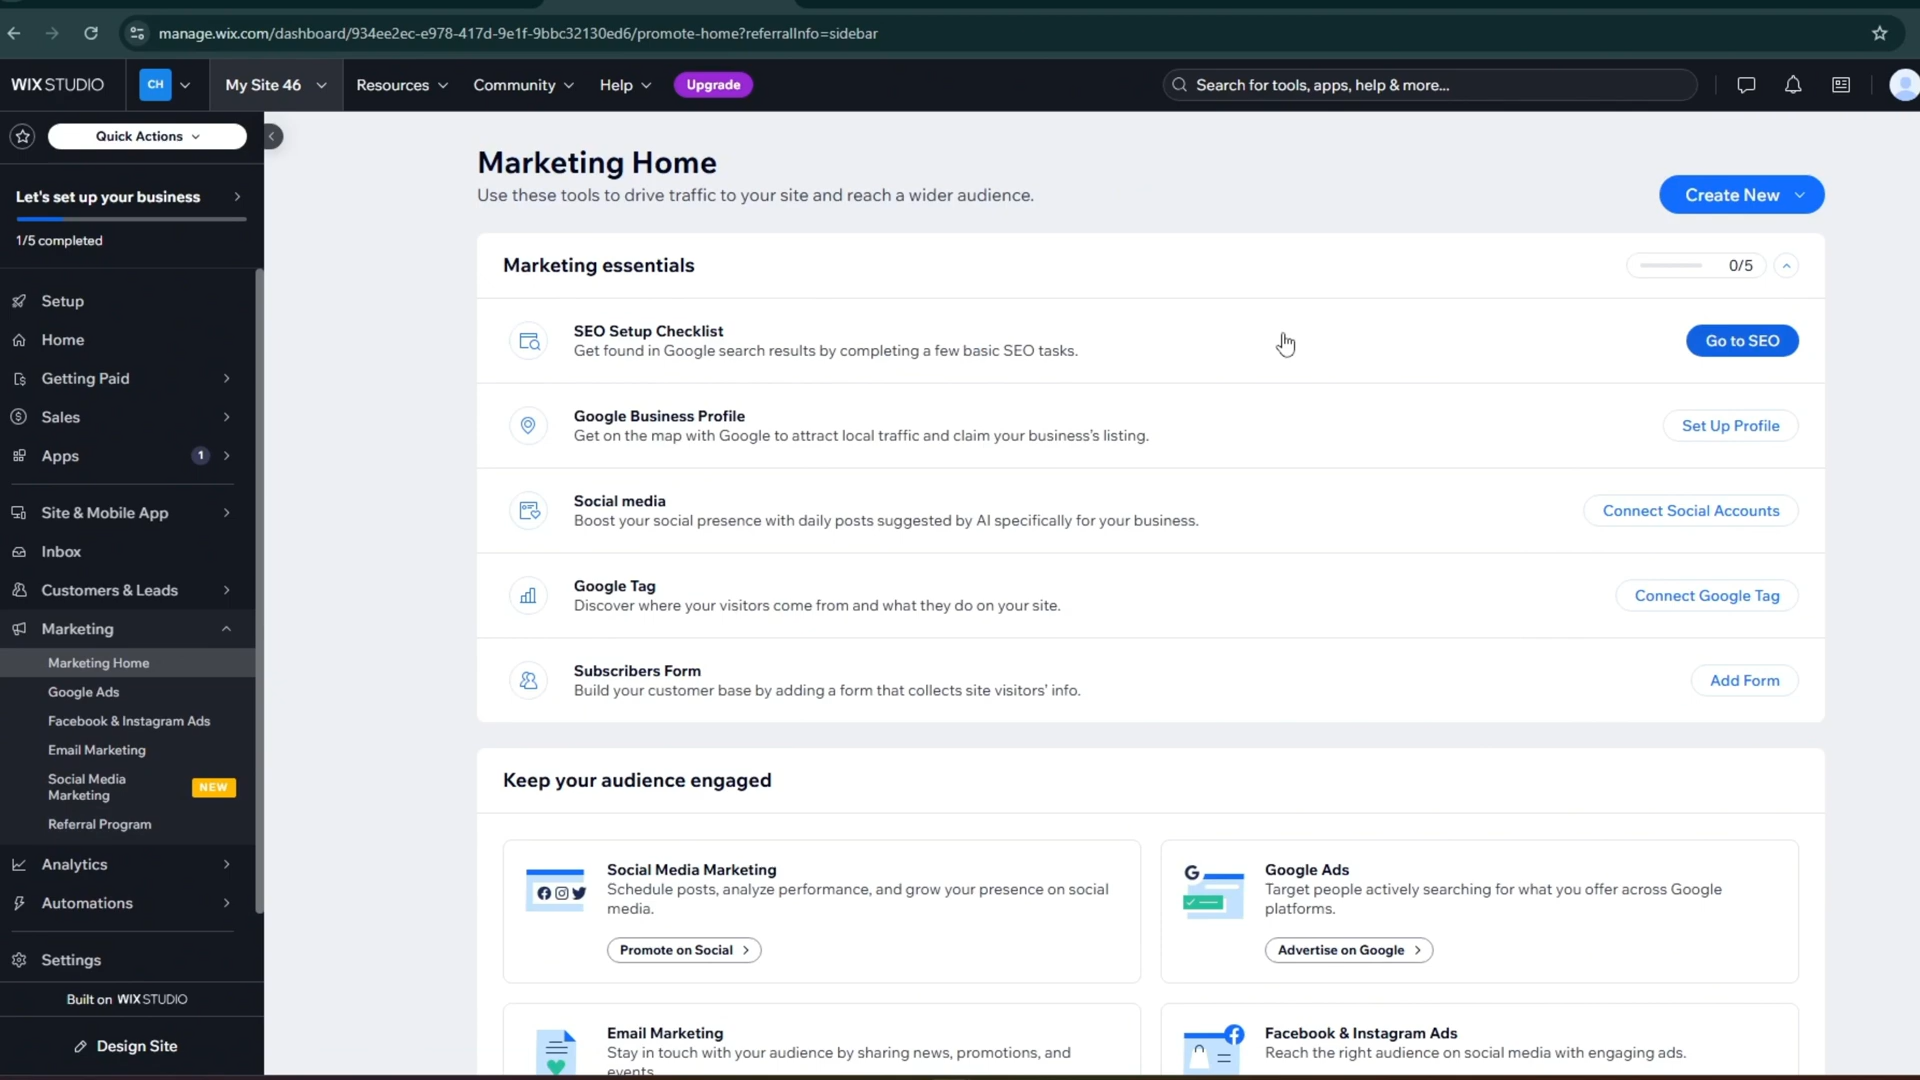 manage.wix.com/dashboard/934ee2ec-e978-417d-9e1f-9bbc32130ed6/promote-home?referralInfo=sidebar
WIX STUDIO
CH
My Site 46
Resources
Community
Help
Upgrade
Search for tools, apps, help & more...
Quick Actions
Let's set up your business
1/5 completed
Setup
Home
Getting Paid
Sales
Apps
1
Site & Mobile App
Inbox
Customers & Leads
Marketing
Marketing Home
Google Ads
Facebook & Instagram Ads
Email Marketing
Social Media
Marketing
NEW
Referral Program
Analytics
Automations
Settings
Built on WIX STUDIO
Design Site
Marketing Home
Use these tools to drive traffic to your site and reach a wider audience.
Create New
Marketing essentials
0/5
SEO Setup Checklist
Get found in Google search results by completing a few basic SEO tasks.
Go to SEO
Google Business Profile
Get on the map with Google to attract local traffic and claim your business's listing.
Set Up Profile
Social media
Boost your social presence with daily posts suggested by AI specifically for your business.
Connect Social Accounts
Google Tag
Discover where your visitors come from and what they do on your site.
Connect Google Tag
Subscribers Form
Build your customer base by adding a form that collects site visitors' info.
Add Form
Keep your audience engaged
Social Media Marketing
Schedule posts, analyze performance, and grow your presence on social
media.
Promote on Social
Google Ads
Target people actively searching for what you offer across Google
platforms.
Advertise on Google
Email Marketing
Stay in touch with your audience by sharing news, promotions, and
events.
Facebook & Instagram Ads
Reach the right audience on social media with engaging ads.